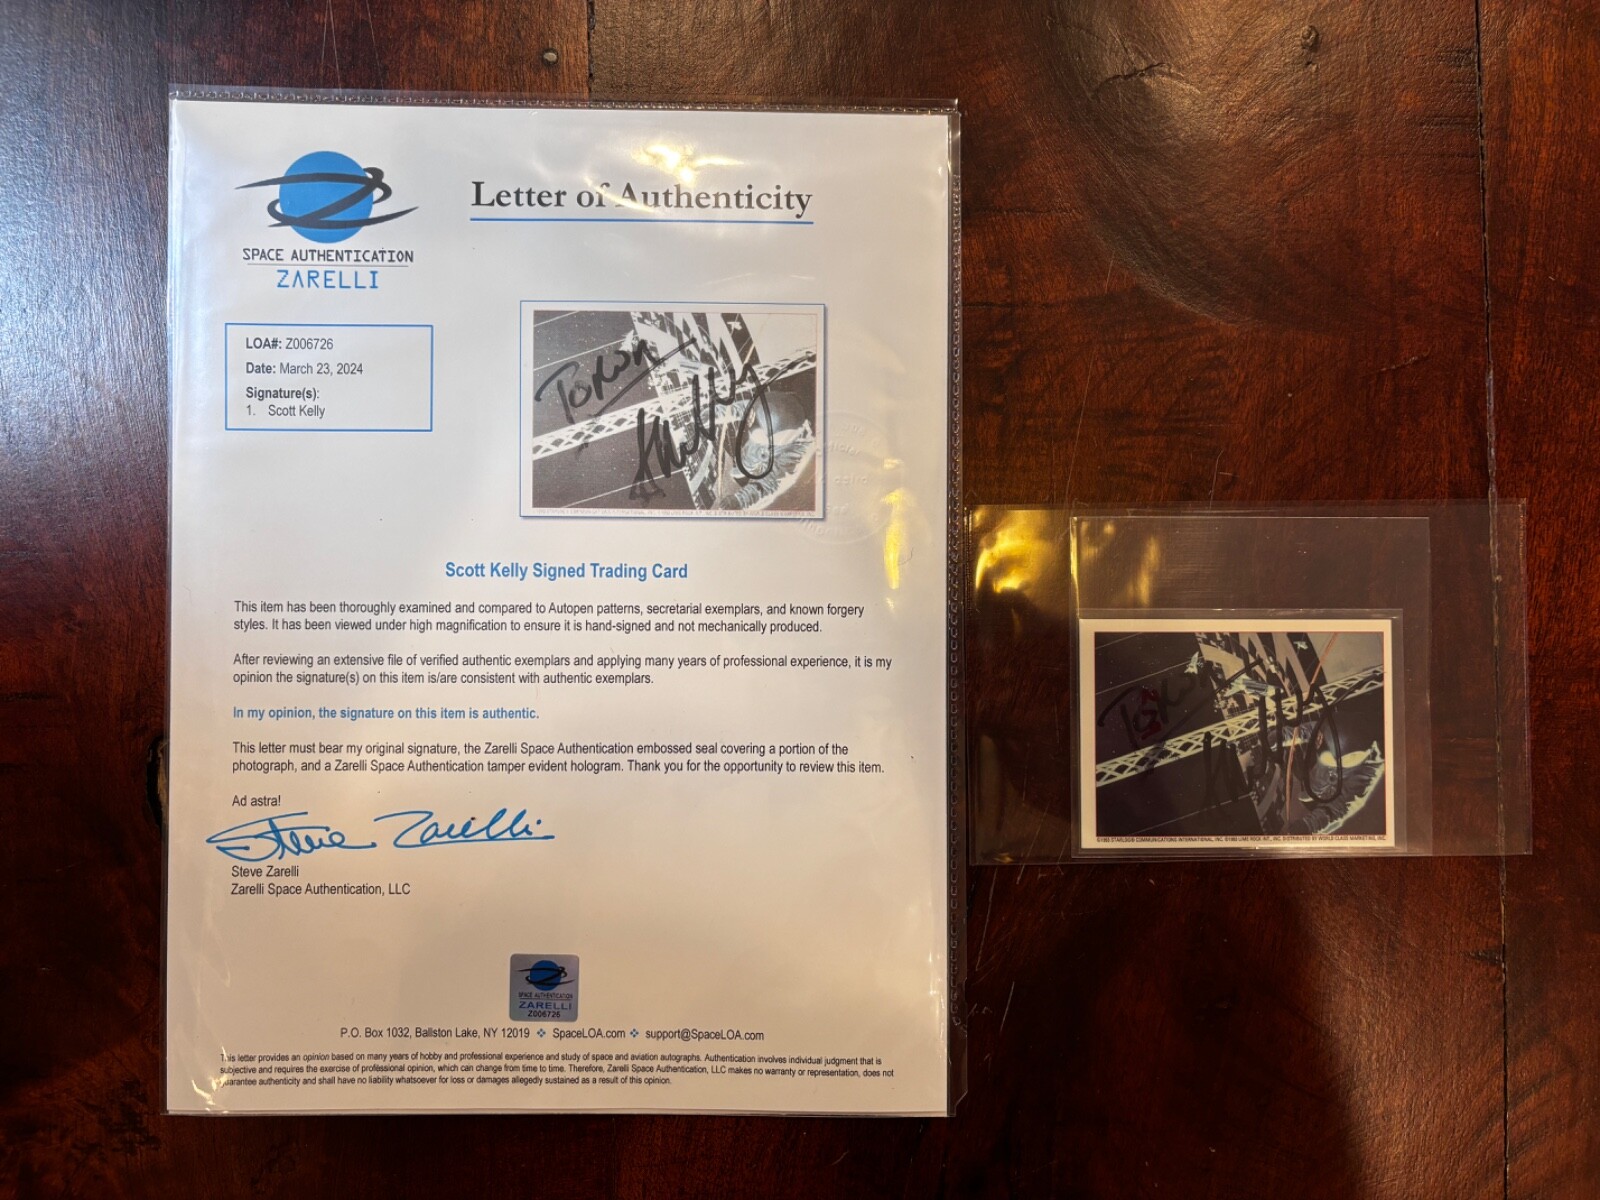 SPACE AUTHENTICATION
ZARELLI
Letter of Authenticity
LOA#: Z006726
Date: March 23, 2024
Signature(s):
1. Scott Kelly
Scott Kelly Signed Trading Card
This item has been thoroughly examined and compared to Autopen patterns, secretarial exemplars, and known forgery
styles. It has been viewed under high magnification to ensure it is hand-signed and not mechanically produced.
After reviewing an extensive file of verified authentic exemplars and applying many years of professional experience, it is my
opinion the signature(s) on this item is/are consistent with authentic exemplars.
In my opinion, the signature on this item is authentic.
This letter must bear my original signature, the Zarelli Space Authentication embossed seal covering a portion of the
photograph, and a Zarelli Space Authentication tamper evident hologram. Thank you for the opportunity to review this item.
Ad astra!
Steve Zarelli
Steve Zarelli
Zarelli Space Authentication, LLC
SPACE AUTHENTICATION
ZARELLI
Z006726
P.O. Box 1032, Ballston Lake, NY 12019 ❖ SpaceLOA.com ❖ support@SpaceLOA.com
This letter provides an opinion based on many years of hobby and professional experience and study of space and aviation autographs. Authentication involves individual judgment that is
subjective and requires the exercise of professional opinion, which can change from time to time. Therefore, Zarelli Space Authentication, LLC makes no warranty or representation, does not
guarantee authenticity and shall have no liability whatsoever for loss or damages allegedly sustained as a result of this opinion.
COMMUNICATIONS INTERNATIONAL, INC. DISTRIBUTED BY WORLD CLASS MARKETING, INC.